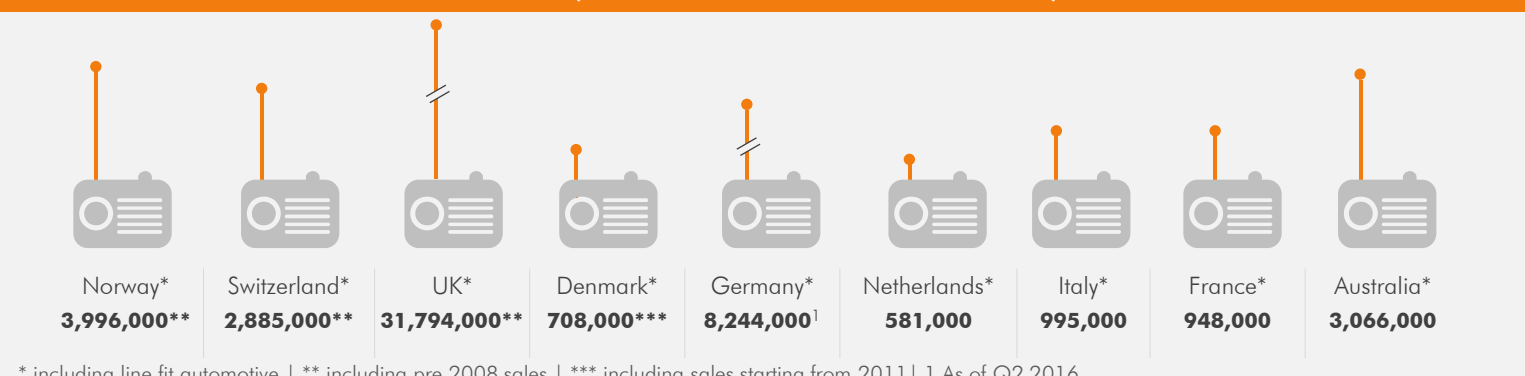 Norway* Switzerland* UK* Denmark* Germany* Netherlands* Italy* France* Australia*
3,996,000** 2,885,000** 31,794,000** 708,000*** 8,244,000¹ 581,000 995,000 948,000 3,066,000
* including line fit automotive | ** including pre 2008 sales | *** including sales starting from 2011| 1 As of Q2 2016